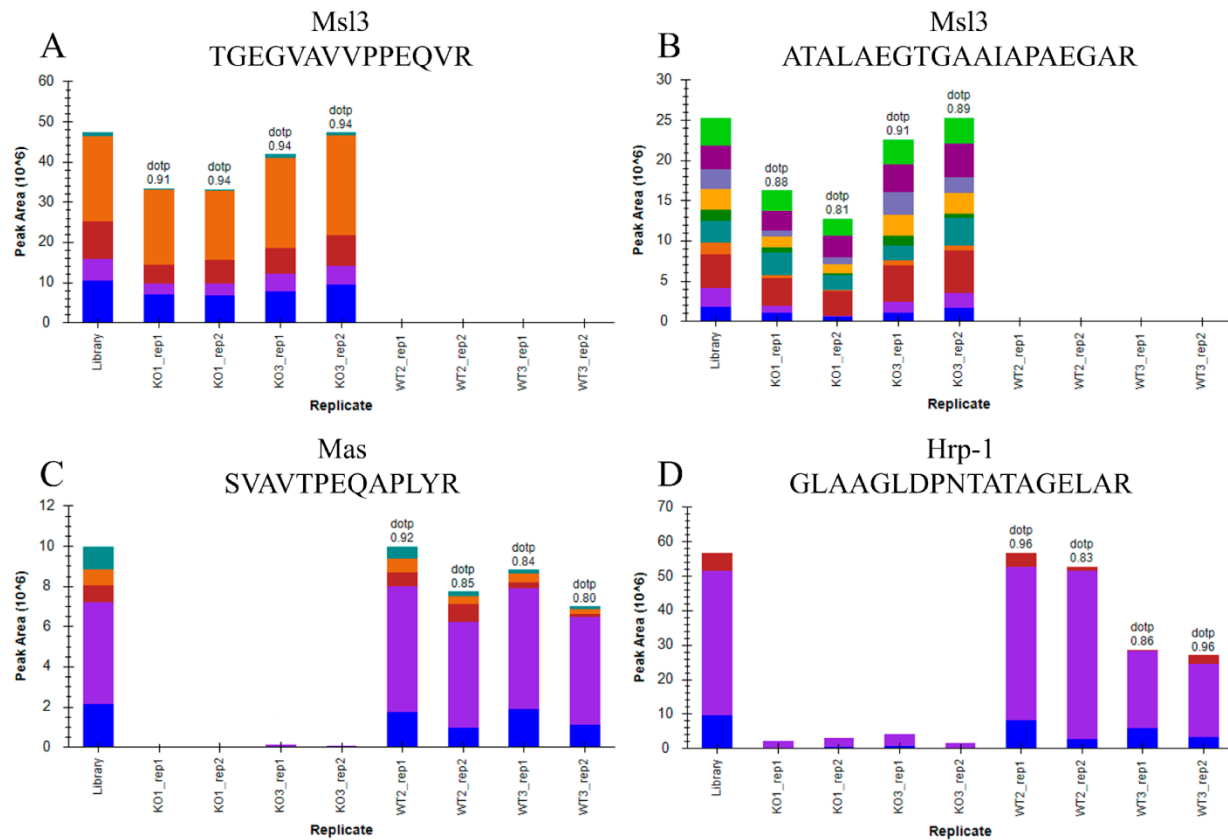 A
Msl3
TGEGVAVVPPEQVR
Peak Area (10^6)
60
50
40
30
20
10
0
dotp
0.91
dotp
0.94
dotp
0.94
dotp
0.94
Library
KO1_rep1
KO1_rep2
KO3_rep1
KO3_rep2
WT2_rep1
WT2_rep2
WT3_rep1
WT3_rep2
Replicate
B
Msl3
ATALAEGTGAAIAPAEGAR
Peak Area (10^6)
30
25
20
15
10
5
0
dotp
0.88
dotp
0.81
dotp
0.91
dotp
0.89
Library
KO1_rep1
KO1_rep2
KO3_rep1
KO3_rep2
WT2_rep1
WT2_rep2
WT3_rep1
WT3_rep2
Replicate
C
Mas
SVAVTPEQAPLYR
Peak Area (10^6)
12
10
8
6
4
2
0
dotp
0.92
dotp
0.85
dotp
0.84
dotp
0.80
Library
KO1_rep1
KO1_rep2
KO3_rep1
KO3_rep2
WT2_rep1
WT2_rep2
WT3_rep1
WT3_rep2
Replicate
D
Hrp-1
GLAAGLDPNTATAGELAR
Peak Area (10^6)
70
60
50
40
30
20
10
0
dotp
0.96
dotp
0.83
dotp
0.86
dotp
0.96
Library
KO1_rep1
KO1_rep2
KO3_rep1
KO3_rep2
WT2_rep1
WT2_rep2
WT3_rep1
WT3_rep2
Replicate